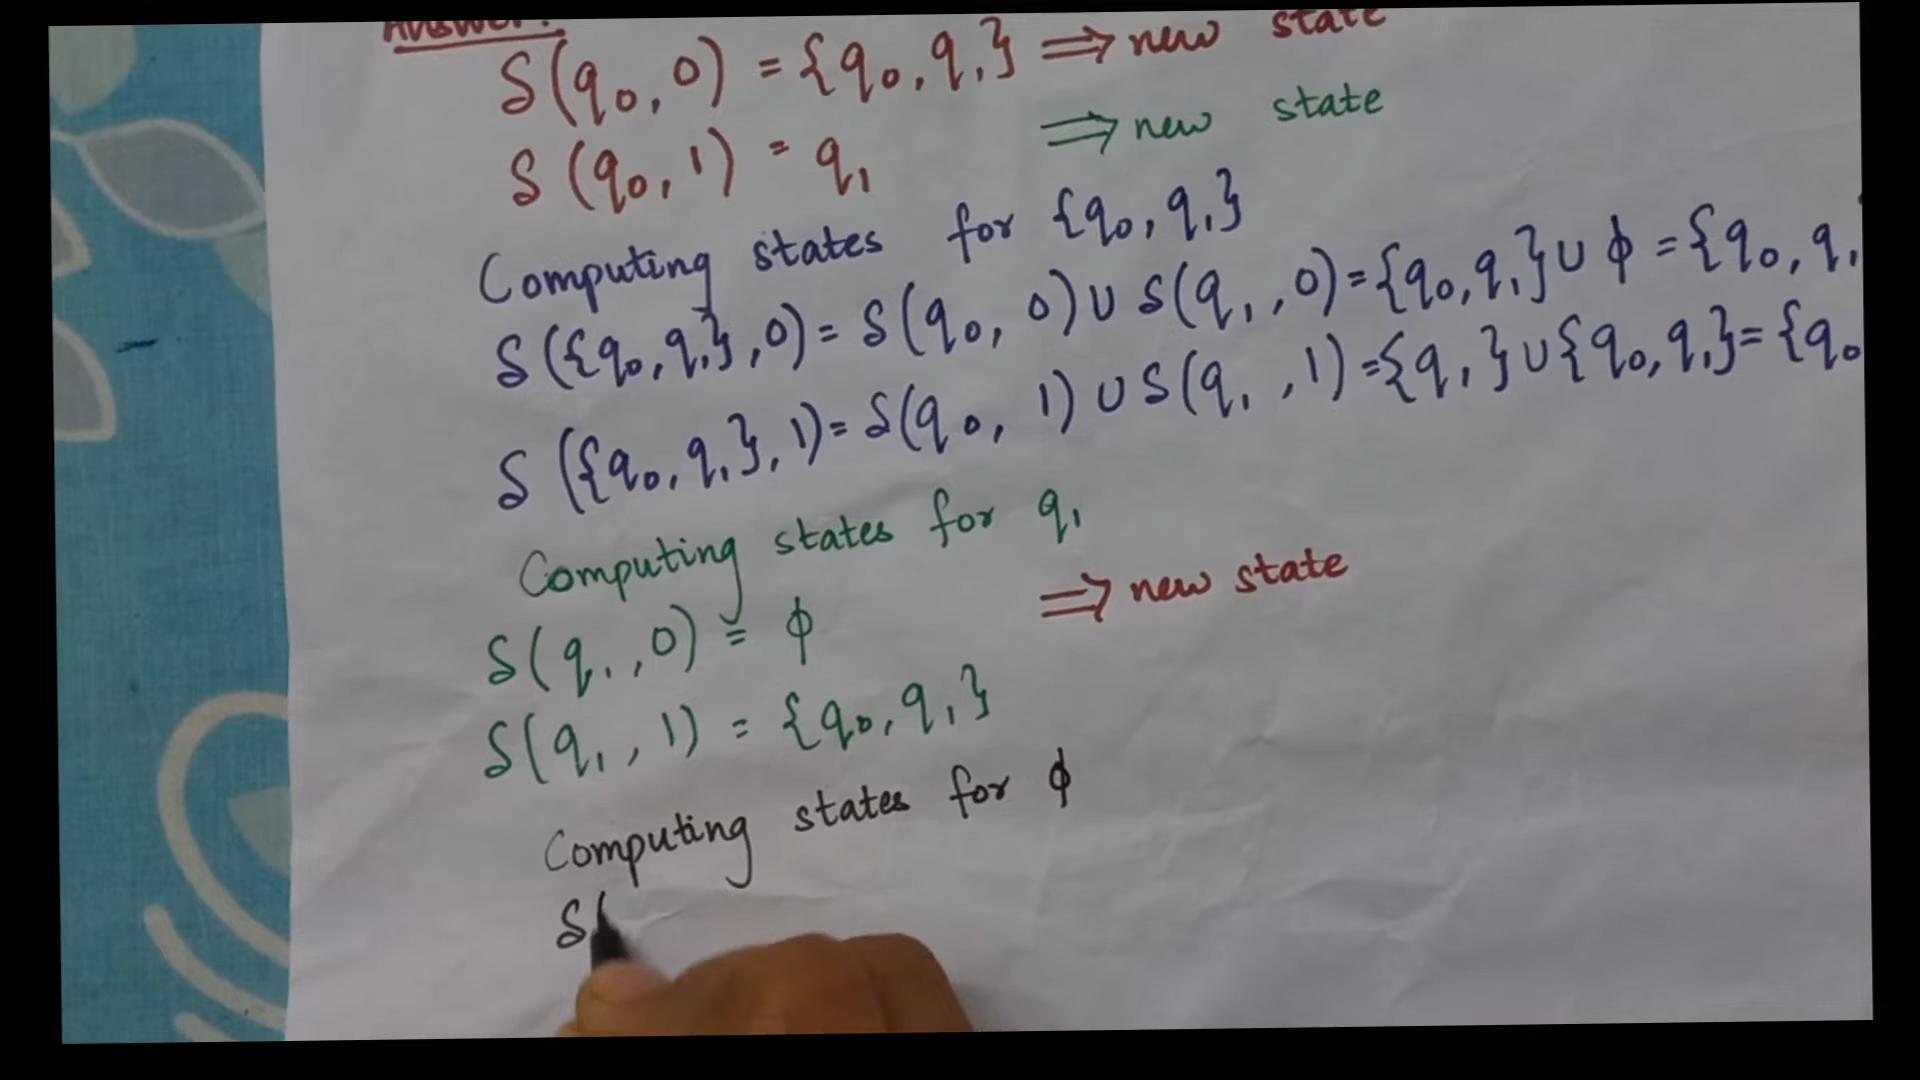 Answer:
δ(q₀,0) = {q₀,q₁} ⟹ new state
δ(q₀,1) = q₁ ⟹ new state
Computing states for {q₀,q₁}
δ({q₀,q₁},0) = δ(q₀,0) ∪ δ(q₁,0) = {q₀,q₁} ∪ ϕ = {q₀,q₁
δ({q₀,q₁},1) = δ(q₀,1) ∪ δ(q₁,1) = {q₁} ∪ {q₀,q₁} = {q₀
Computing states for q₁
δ(q₁,0) = ϕ ⟹ new state
δ(q₁,1) = {q₀,q₁}
Computing states for ϕ
δ(